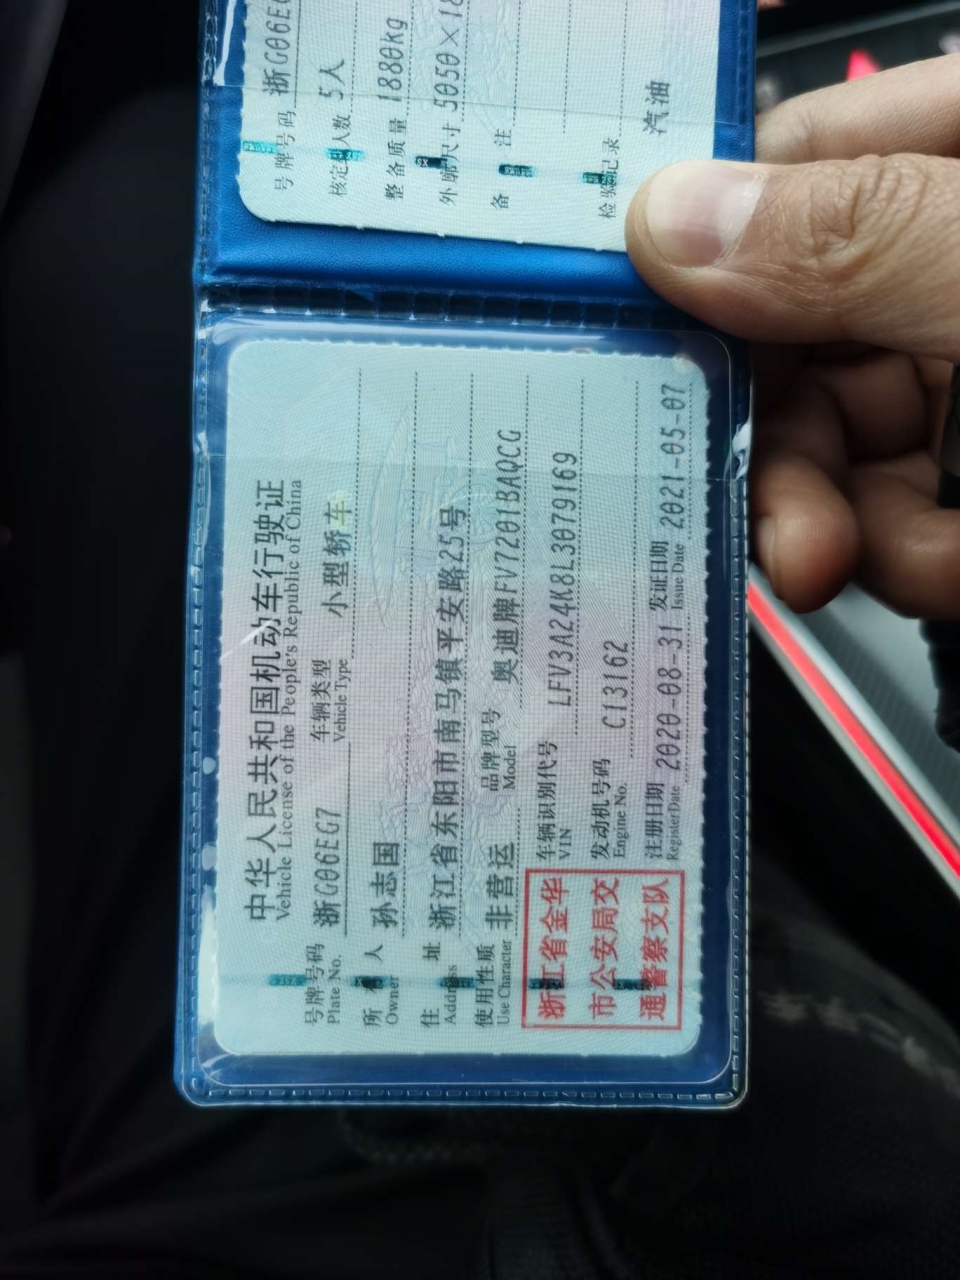 中华人民共和国机动车行驶证
Vehicle License of the People's Republic of China
号牌号码 浙G06EG7 车辆类型 小型轿车
Plate No. Vehicle Type
所有人 孙志国
Owner
住址 浙江省东阳市南马镇平安路25号
Address
使用性质 非营运 品牌型号 奥迪牌FV7201BAQCG
Use Character Model
浙江省金华
市公安局交
通警察支队
车辆识别代号 LFV3A24K8L3079169
VIN
发动机号码 C13162
Engine No.
注册日期 2020-08-31 发证日期 2021-05-07
Register Date Issue Date
号牌号码 浙G06E
核定载人数 5人
整备质量 1880kg
外廓尺寸 5050×18
备注
检验记录 汽油